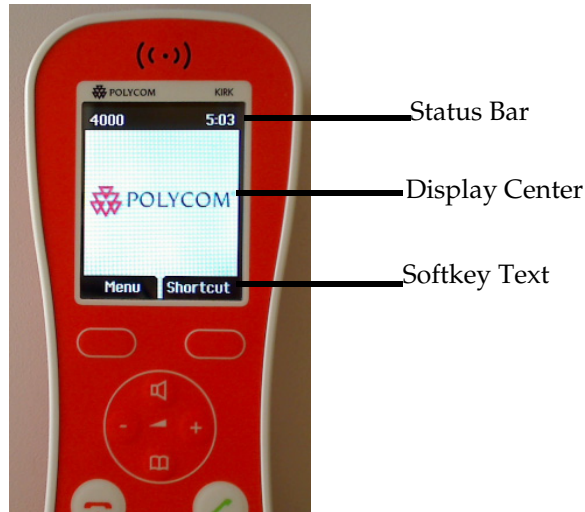 POLYCOM KIRK
4000 5:03
Status Bar
POLYCOM
Display Center
Menu Shortcut
Softkey Text
- +